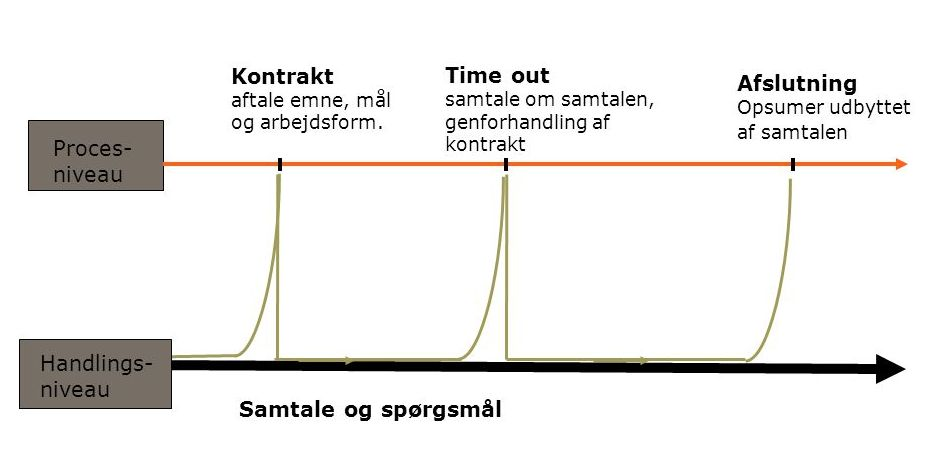 Kontrakt
aftale emne, mål
og arbejdsform.
Time out
samtale om samtalen,
genforhandling af
kontrakt
Afslutning
Opsumer udbyttet
af samtalen
Proces-
niveau
Handlings-
niveau
Samtale og spørgsmål